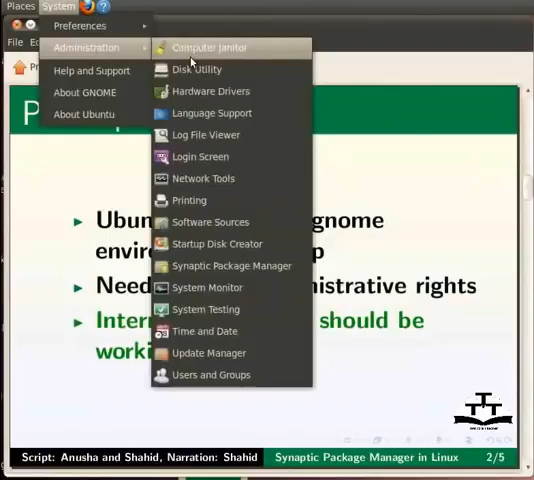 Places System
Preferences
File Ed
Administration
Computer Janitor
Pr
Help and Support
Disk Utility
About GNOME
Hardware Drivers
P
About Ubuntu
Language Support
Log File Viewer
Login Screen
Network Tools
Printing
Ubun
Software Sources
gnome
envir
Startup Disk Creator
p
Synaptic Package Manager
Need
System Monitor
nistrative rights
System Testing
Intern
should be
Time and Date
worki
Update Manager
Users and Groups
Script: Anusha and Shahid, Narration: Shahid Synaptic Package Manager in Linux 2/5